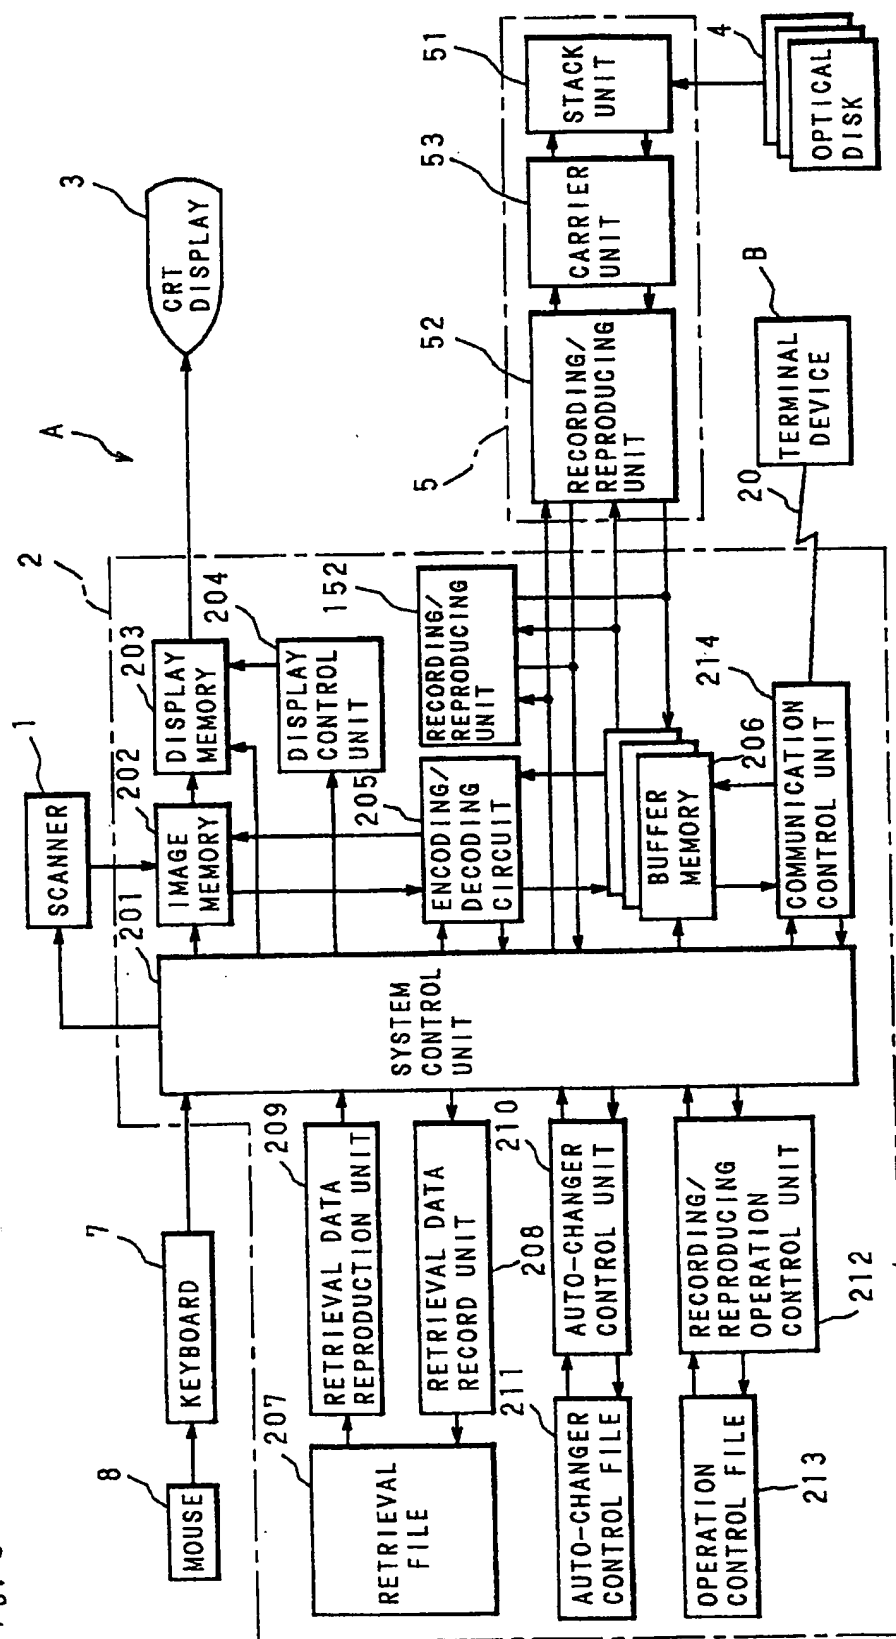 A
CRT
DISPLAY
3
2
1
SCANNER
201
202
IMAGE
MEMORY
203
DISPLAY
MEMORY
204
DISPLAY
CONTROL
UNIT
152
RECORDING/
REPRODUCING
UNIT
205
ENCODING/
DECODING
CIRCUIT
206
BUFFER
MEMORY
214
COMMUNICATION
CONTROL UNIT
20
B
TERMINAL
DEVICE
5
52
RECORDING/
REPRODUCING
UNIT
53
CARRIER
UNIT
51
STACK
UNIT
4
OPTICAL
DISK
SYSTEM
CONTROL
UNIT
8
MOUSE
7
KEYBOARD
207
RETRIEVAL
FILE
209
RETRIEVAL DATA
REPRODUCTION UNIT
208
RETRIEVAL DATA
RECORD UNIT
210
AUTO-CHANGER
CONTROL UNIT
211
AUTO-CHANGER
CONTROL FILE
212
RECORDING/
REPRODUCING
OPERATION
CONTROL UNIT
213
OPERATION
CONTROL FILE